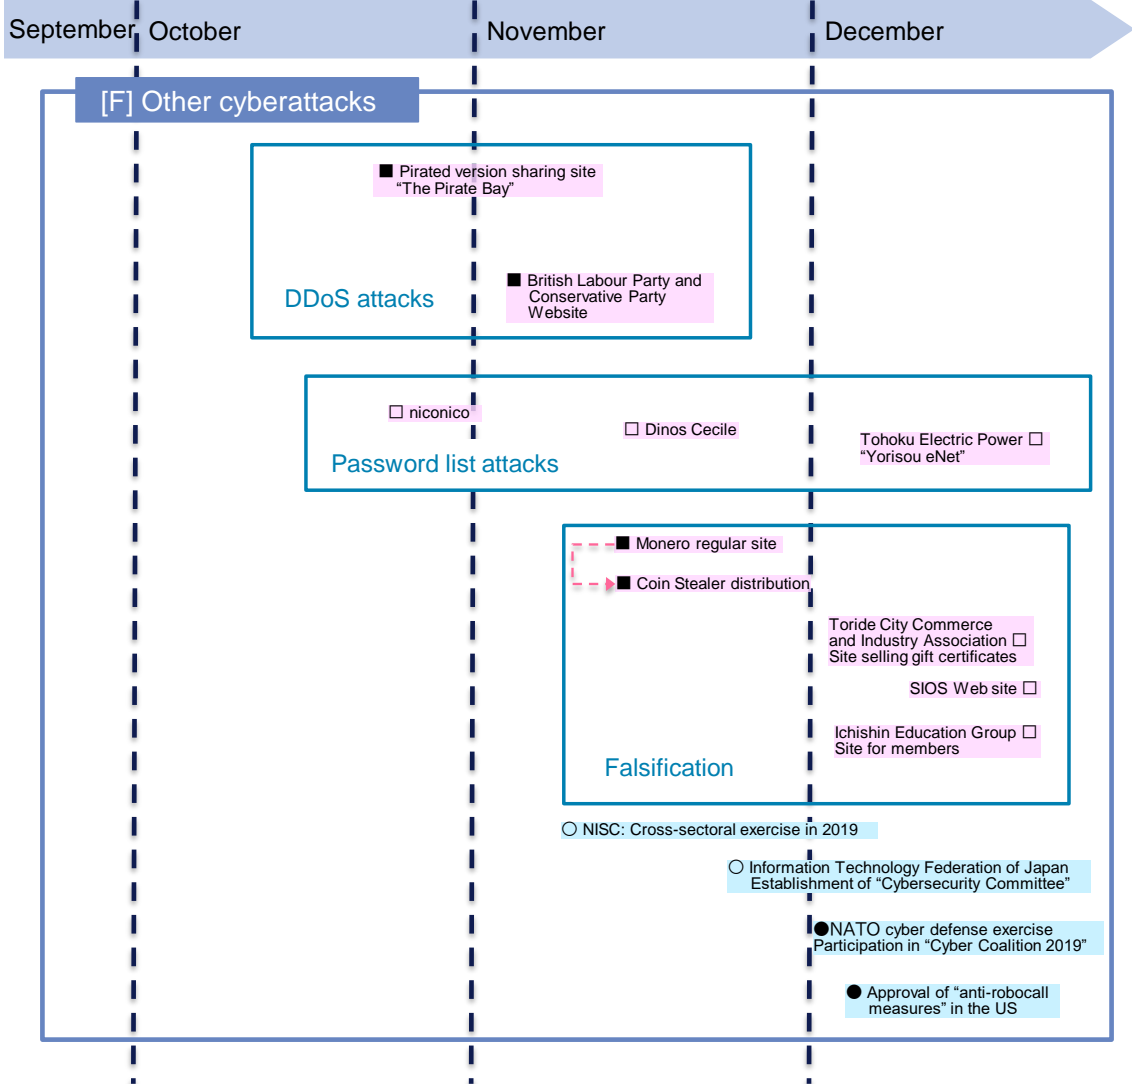 September
October
November
December
[F] Other cyberattacks
■ Pirated version sharing site
“The Pirate Bay”
■ British Labour Party and
Conservative Party
Website
DDoS attacks
□ niconico
□ Dinos Cecile
Tohoku Electric Power □
“Yorisou eNet”
Password list attacks
■ Monero regular site
■ Coin Stealer distribution
Toride City Commerce
and Industry Association □
Site selling gift certificates
SIOS Web site □
Ichishin Education Group □
Site for members
Falsification
○ NISC: Cross-sectoral exercise in 2019
○ Information Technology Federation of Japan
Establishment of “Cybersecurity Committee”
●NATO cyber defense exercise
Participation in “Cyber Coalition 2019”
● Approval of “anti-robocall
measures” in the US